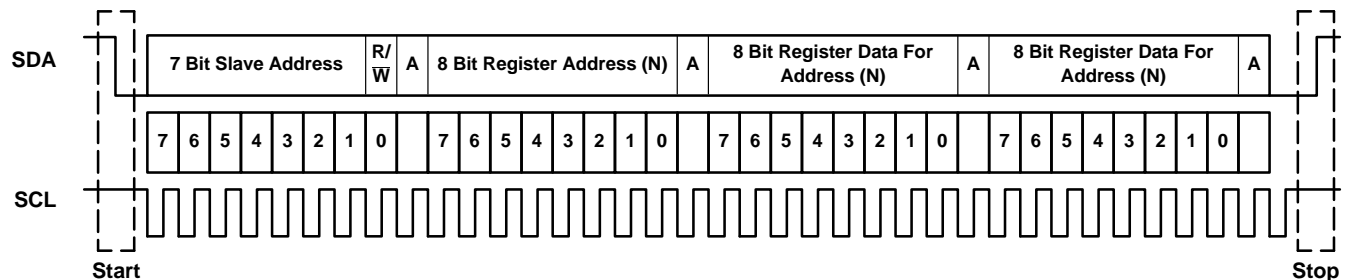 SDA
7 Bit Slave Address
R/
W
A
8 Bit Register Address (N)
A
8 Bit Register Data For
Address (N)
A
8 Bit Register Data For
Address (N)
A
7 6 5 4 3 2 1 0 7 6 5 4 3 2 1 0 7 6 5 4 3 2 1 0 7 6 5 4 3 2 1 0
SCL
Start
Stop